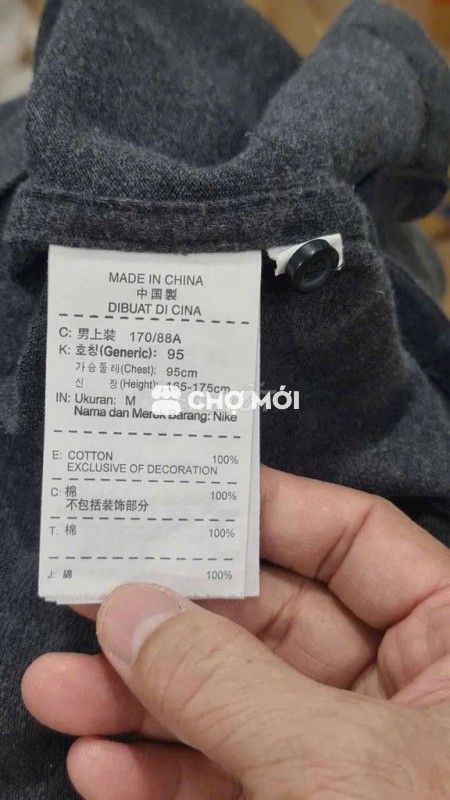 MADE IN CHINA
中国製
DIBUAT DI CINA
C: 男上装 170/88A
K: 호칭(Generic): 95
가슴둘레(Chest): 95cm
신 장(Height): 165-175cm
IN: Ukuran: M
CHỢ MỚI
Nama dan Merek Barang: Nike
E: COTTON 100%
EXCLUSIVE OF DECORATION
C: 棉 100%
不包括装饰部分
T: 棉 100%
J: 綿 100%